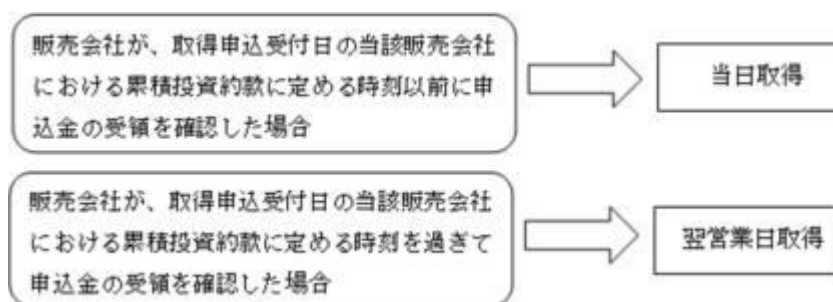 販売会社が、取得申込受付日の当該販売会社
における累積投資約款に定める時刻以前に申
込金の受領を確認した場合
当日取得
販売会社が、取得申込受付日の当該販売会社
における累積投資約款に定める時刻を過ぎて
申込金の受領を確認した場合
翌営業日取得